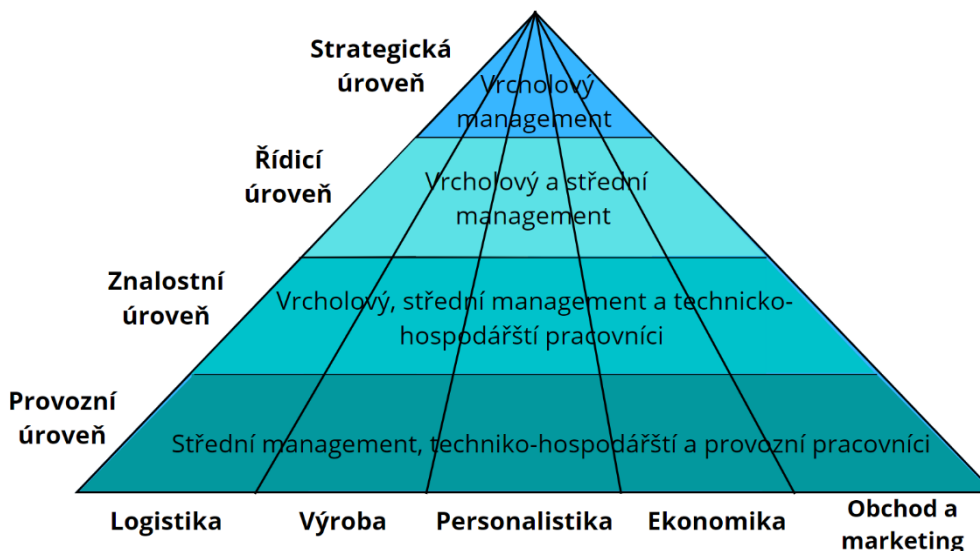 Strategická
úroveň
Vrcholový
management
Řídicí
úroveň
Vrcholový a střední
management
Znalostní
úroveň
Vrcholový, střední management a technicko-
hospodářští pracovníci
Provozní
úroveň
Střední management, techniko-hospodářští a provozní pracovníci
Logistika
Výroba
Personalistika
Ekonomika
Obchod a
marketing